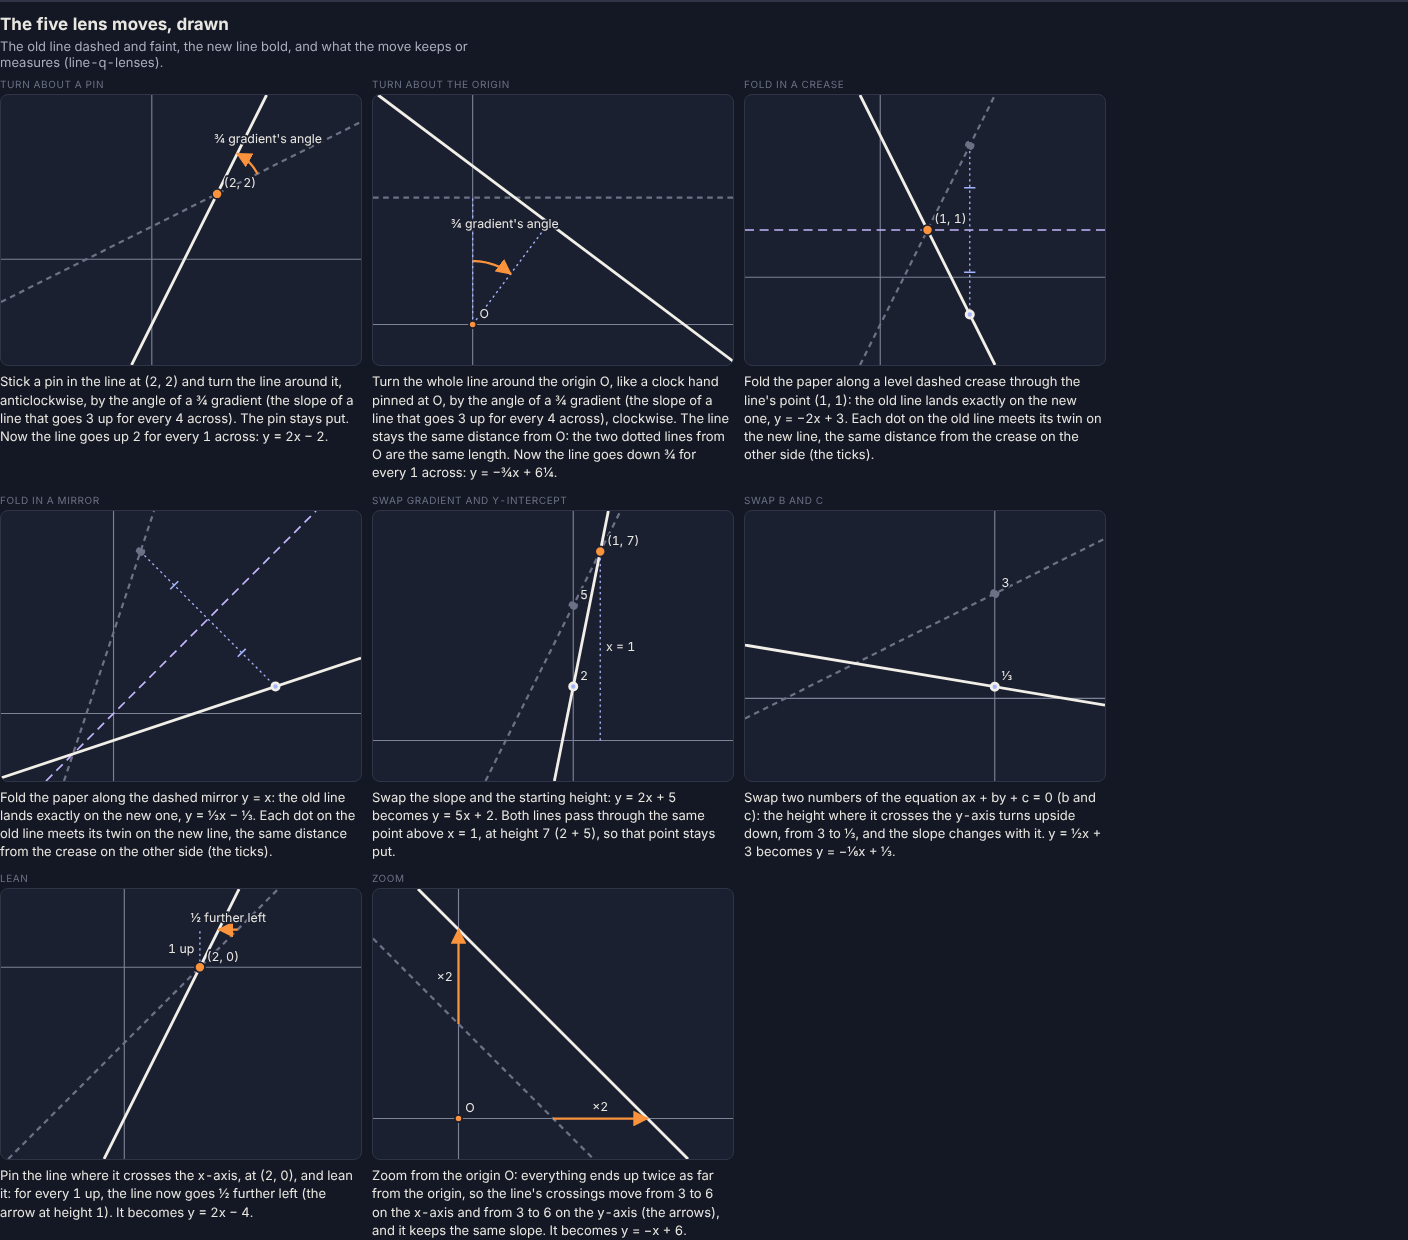 The five lens moves, drawn
The old line dashed and faint, the new line bold, and what the move keeps or
measures (line-q-lenses).
TURN ABOUT A PIN
¾ gradient's angle
(2, 2)
Stick a pin in the line at (2, 2) and turn the line around it,
anticlockwise, by the angle of a ¾ gradient (the slope of a
line that goes 3 up for every 4 across). The pin stays put.
Now the line goes up 2 for every 1 across: y = 2x − 2.
TURN ABOUT THE ORIGIN
¾ gradient's angle
O
Turn the whole line around the origin O, like a clock hand
pinned at O, by the angle of a ¾ gradient (the slope of a
line that goes 3 up for every 4 across), clockwise. The line
stays the same distance from O: the two dotted lines from
O are the same length. Now the line goes down ¾ for
every 1 across: y = −¾x + 6¼.
FOLD IN A CREASE
(1, 1)
Fold the paper along a level dashed crease through the
line's point (1, 1): the old line lands exactly on the new
one, y = −2x + 3. Each dot on the old line meets its twin on
the new line, the same distance from the crease on the
other side (the ticks).
FOLD IN A MIRROR
Fold the paper along the dashed mirror y = x: the old line
lands exactly on the new one, y = ⅓x − ⅓. Each dot on the
old line meets its twin on the new line, the same distance
from the crease on the other side (the ticks).
SWAP GRADIENT AND Y-INTERCEPT
(1, 7)
5
x = 1
2
Swap the slope and the starting height: y = 2x + 5
becomes y = 5x + 2. Both lines pass through the same
point above x = 1, at height 7 (2 + 5), so that point stays
put.
SWAP B AND C
3
⅓
Swap two numbers of the equation ax + by + c = 0 (b and
c): the height where it crosses the y-axis turns upside
down, from 3 to ⅓, and the slope changes with it. y = ½x +
3 becomes y = −⅙x + ⅓.
LEAN
½ further left
1 up
(2, 0)
Pin the line where it crosses the x-axis, at (2, 0), and lean
it: for every 1 up, the line now goes ½ further left (the
arrow at height 1). It becomes y = 2x − 4.
ZOOM
×2
O
×2
Zoom from the origin O: everything ends up twice as far
from the origin, so the line's crossings move from 3 to 6
on the x-axis and from 3 to 6 on the y-axis (the arrows),
and it keeps the same slope. It becomes y = −x + 6.